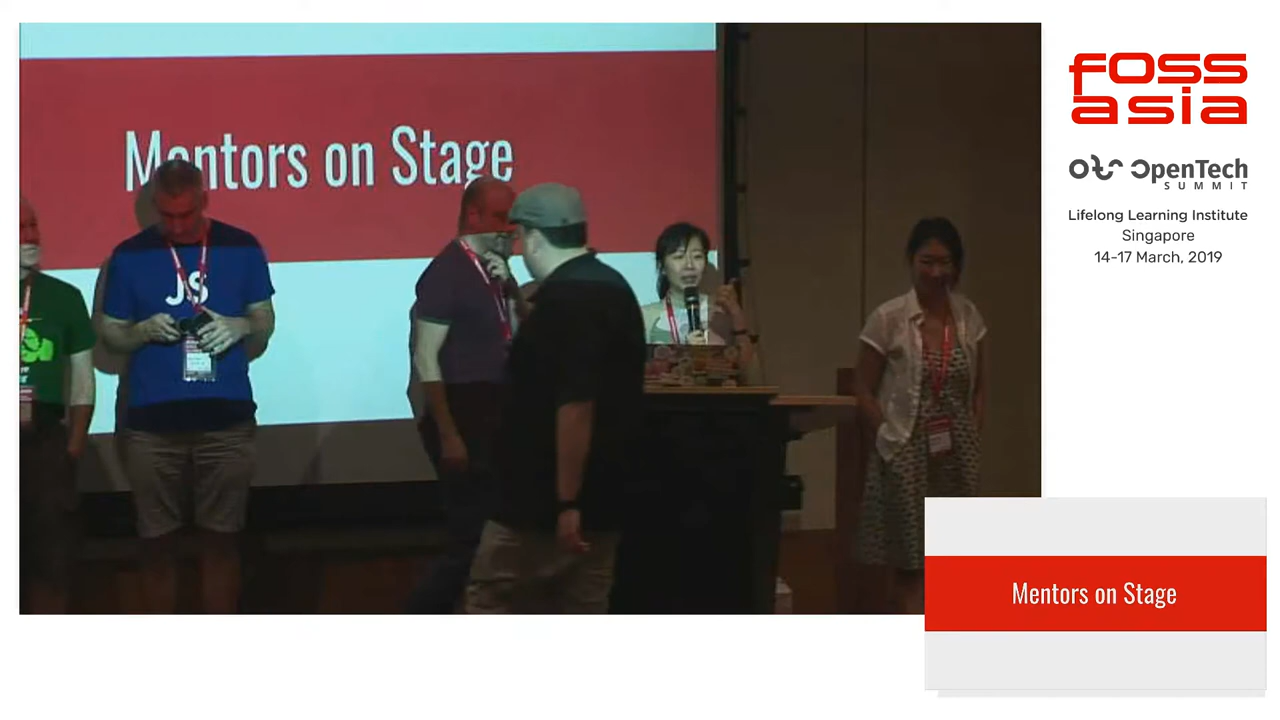 Mentors on Stage
JS
foss
asia
OpenTech
SUMMIT
Lifelong Learning Institute
Singapore
14-17 March, 2019
Mentors on Stage